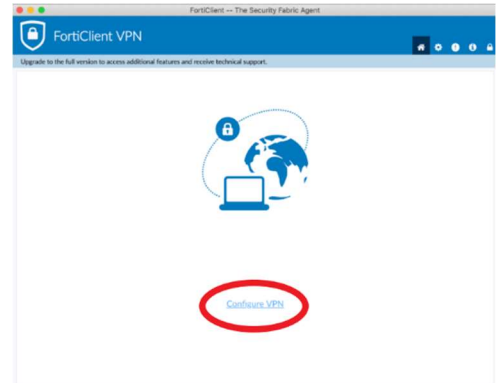 FortiClient -- The Security Fabric Agent
FortiClient VPN
Upgrade to the full version to access additional features and receive technical support.
Configure VPN